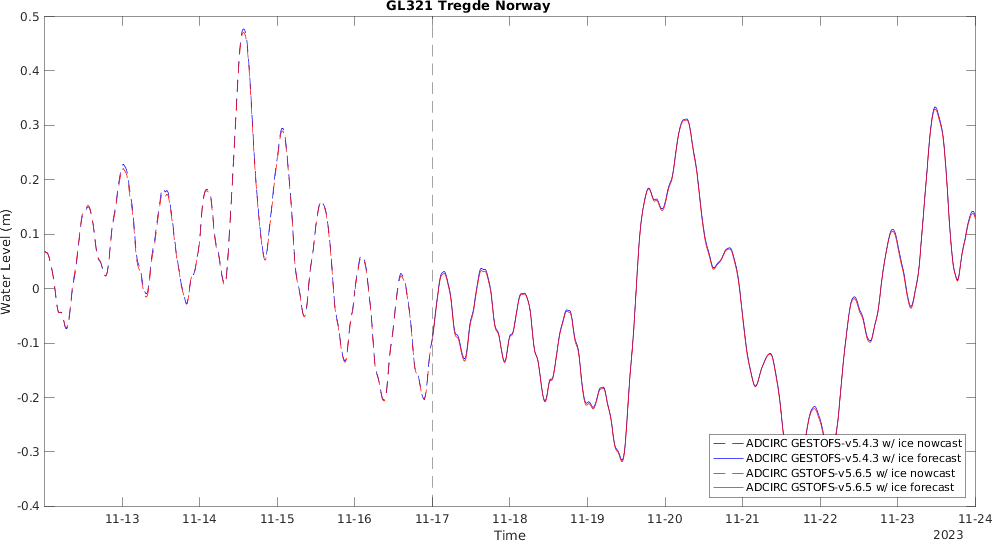 GL321 Tregde Norway
0.5
0.4
0.3
0.2
0.1
0
-0.1
-0.2
-0.3
-0.4
Water Level (m)
11-13 11-14 11-15 11-16 11-17 11-18 11-19 11-20 11-21 11-22 11-23 11-24
Time
2023
ADCIRC GESTOFS-v5.4.3 w/ ice nowcast
ADCIRC GESTOFS-v5.4.3 w/ ice forecast
ADCIRC GSTOFS-v5.6.5 w/ ice nowcast
ADCIRC GSTOFS-v5.6.5 w/ ice forecast